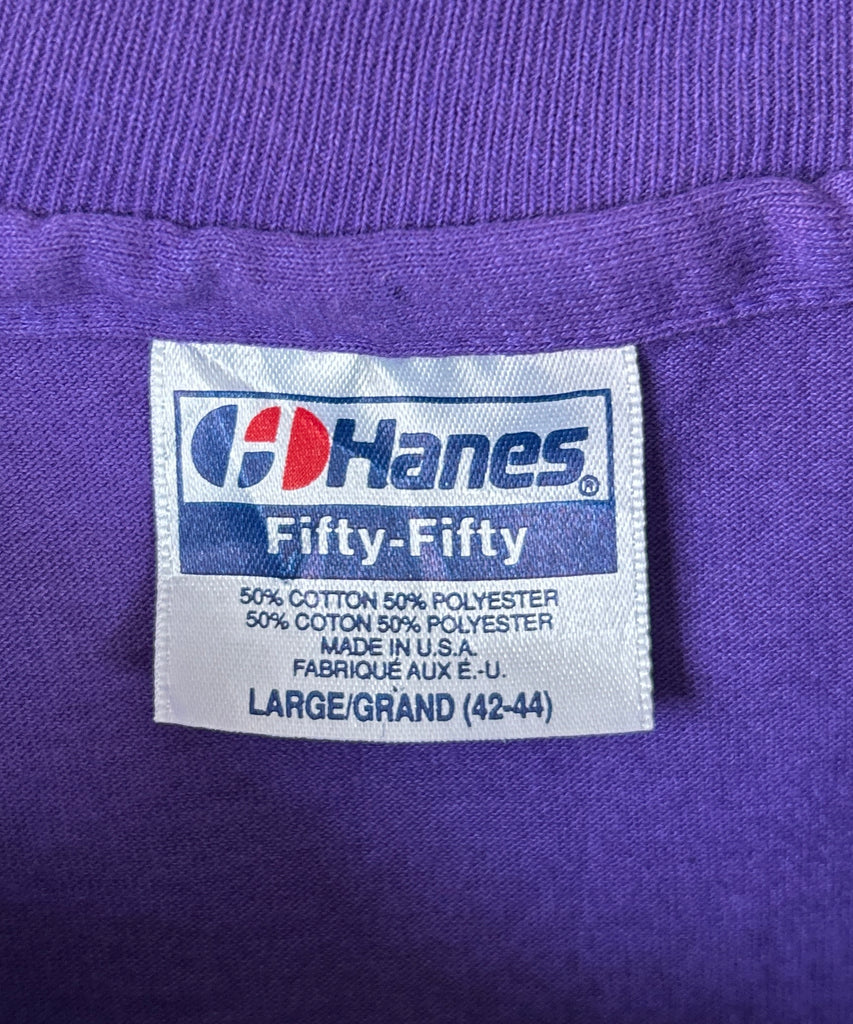 Hanes®
Fifty-Fifty
50% COTTON 50% POLYESTER
50% COTON 50% POLYESTER
MADE IN U.S.A.
FABRIQUÉ AUX É.-U.
LARGE/GRAND (42-44)